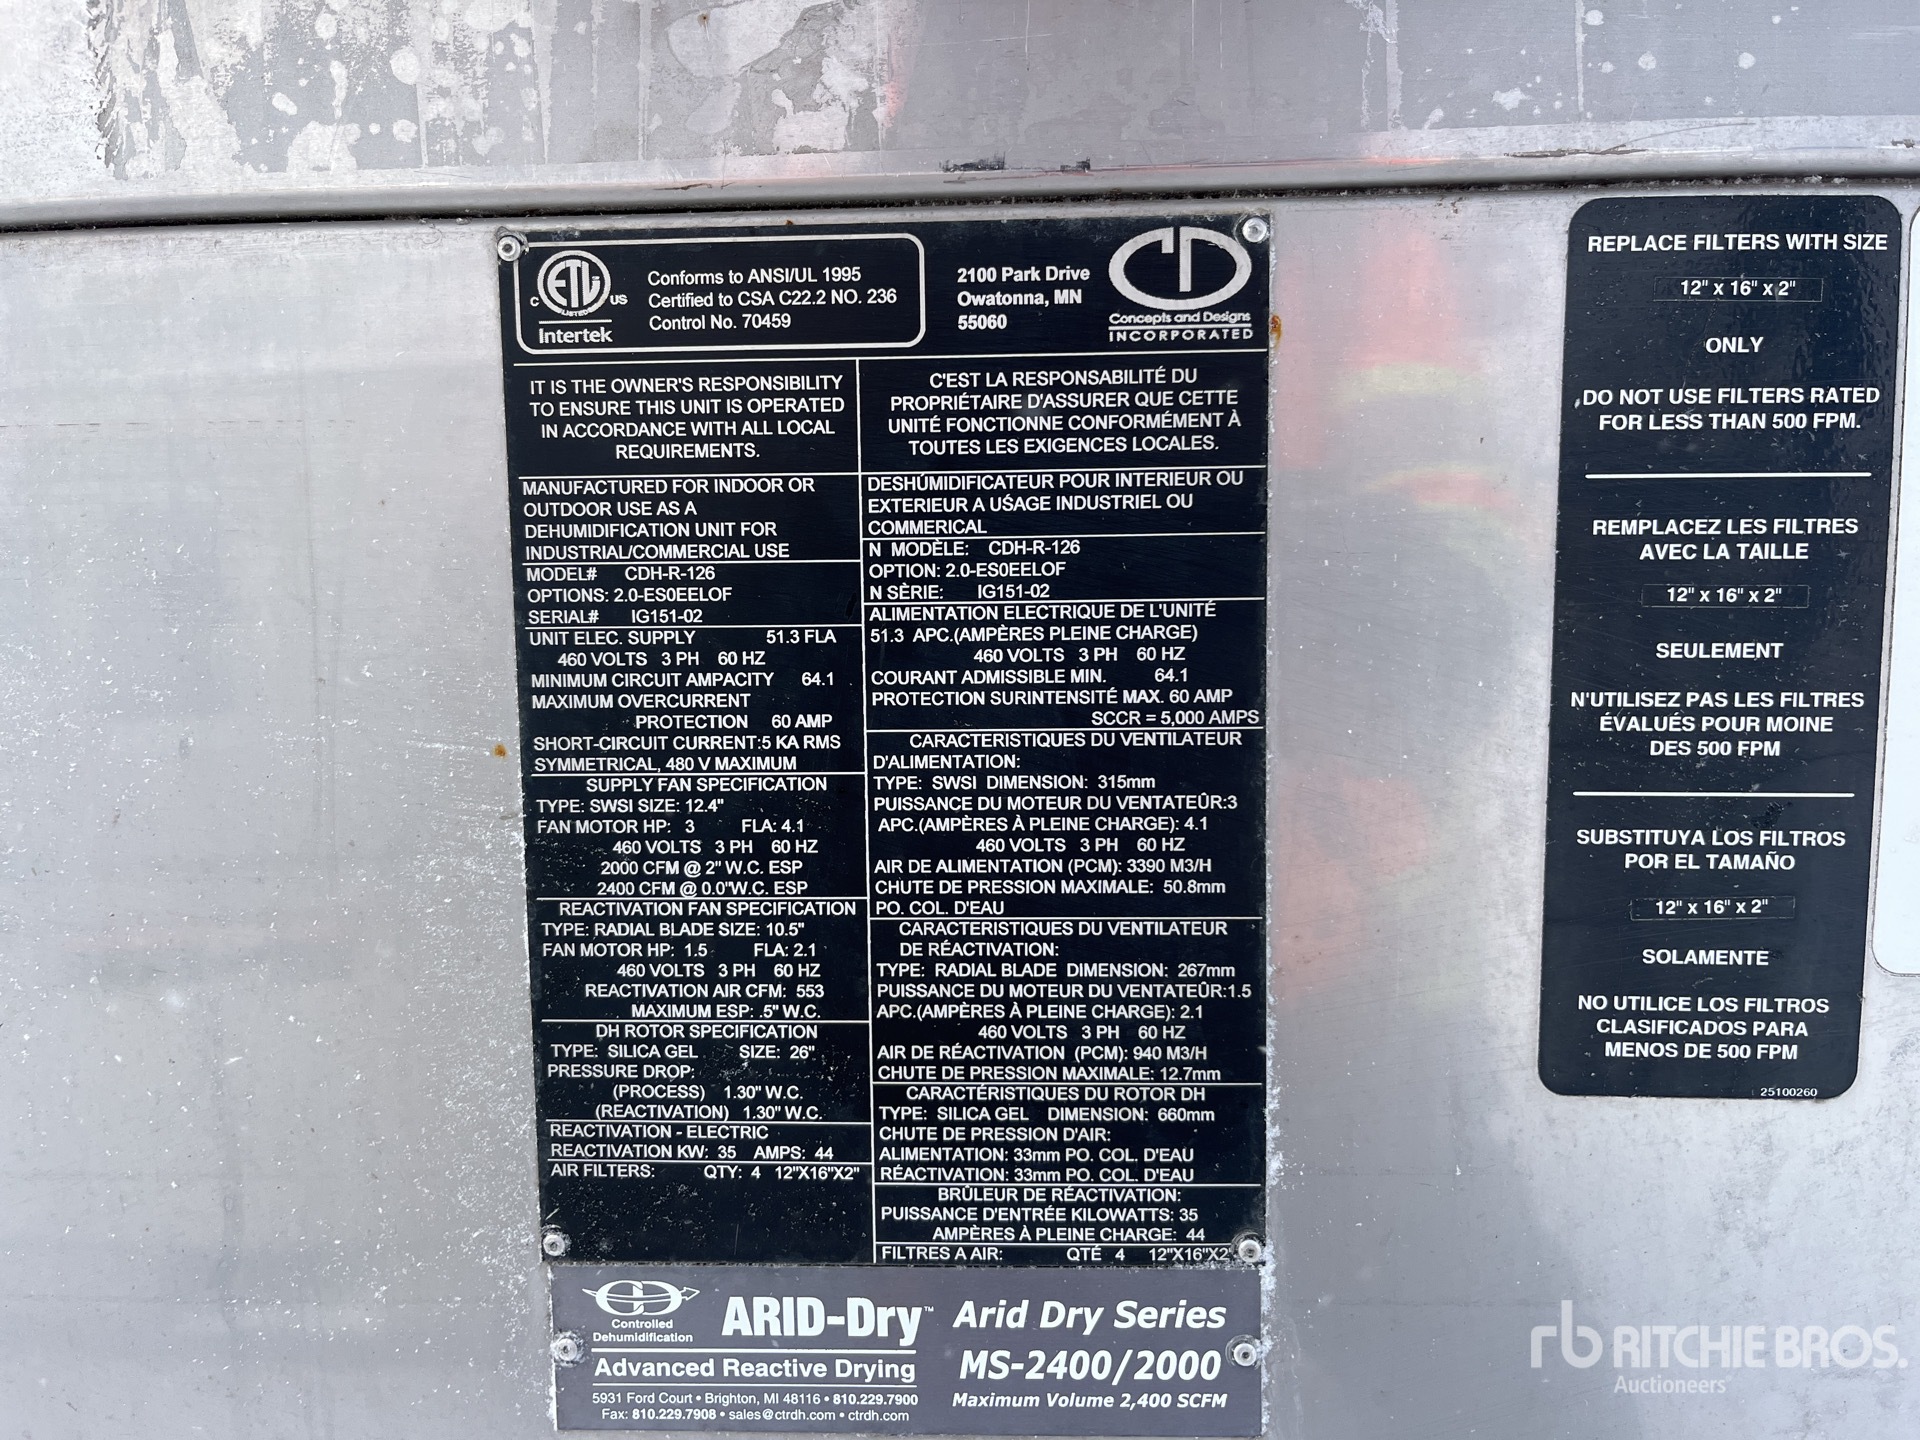 C ETL US
LISTED
Intertek
Conforms to ANSI/UL 1995
Certified to CSA C22.2 NO. 236
Control No. 70459
2100 Park Drive
Owatonna, MN
55060
Concepts and Designs
INCORPORATED
IT IS THE OWNER'S RESPONSIBILITY
TO ENSURE THIS UNIT IS OPERATED
IN ACCORDANCE WITH ALL LOCAL
REQUIREMENTS.
MANUFACTURED FOR INDOOR OR
OUTDOOR USE AS A
DEHUMIDIFICATION UNIT FOR
INDUSTRIAL/COMMERCIAL USE
MODEL# CDH-R-126
OPTIONS: 2.0-ES0EELOF
SERIAL# IG151-02
UNIT ELEC. SUPPLY 51.3 FLA
460 VOLTS 3 PH 60 HZ
MINIMUM CIRCUIT AMPACITY 64.1
MAXIMUM OVERCURRENT
PROTECTION 60 AMP
SHORT-CIRCUIT CURRENT:5 KA RMS
SYMMETRICAL, 480 V MAXIMUM
SUPPLY FAN SPECIFICATION
TYPE: SWSI SIZE: 12.4"
FAN MOTOR HP: 3 FLA: 4.1
460 VOLTS 3 PH 60 HZ
2000 CFM @ 2" W.C. ESP
2400 CFM @ 0.0"W.C. ESP
REACTIVATION FAN SPECIFICATION
TYPE: RADIAL BLADE SIZE: 10.5"
FAN MOTOR HP: 1.5 FLA: 2.1
460 VOLTS 3 PH 60 HZ
REACTIVATION AIR CFM: 553
MAXIMUM ESP: .5" W.C.
DH ROTOR SPECIFICATION
TYPE: SILICA GEL SIZE: 26"
PRESSURE DROP:
(PROCESS) 1.30" W.C.
(REACTIVATION) 1.30" W.C.
REACTIVATION - ELECTRIC
REACTIVATION KW: 35 AMPS: 44
AIR FILTERS: QTY: 4 12"X16"X2"
C'EST LA RESPONSABILITÉ DU
PROPRIÉTAIRE D'ASSURER QUE CETTE
UNITÉ FONCTIONNE CONFORMÉMENT À
TOUTES LES EXIGENCES LOCALES.
DESHÚMIDIFICATEUR POUR INTERIEUR OU
EXTERIEUR A UŚAGE INDUSTRIEL OU
COMMERICAL
N MODÈLE: CDH-R-126
OPTION: 2.0-ES0EELOF
N SÈRIE: IG151-02
ALIMENTATION ELECTRIQUE DE L'UNITÉ
51.3 APC.(AMPÈRES PLEINE CHARGE)
460 VOLTS 3 PH 60 HZ
COURANT ADMISSIBLE MIN. 64.1
PROTECTION SURINTENSITÉ MAX. 60 AMP
SCCR = 5,000 AMPS
CARACTERISTIQUES DU VENTILATEUR
D'ALIMENTATION:
TYPE: SWSI DIMENSION: 315mm
PUISSANCE DU MOTEUR DU VENTATEÛR:3
APC.(AMPÈRES À PLEINE CHARGE): 4.1
460 VOLTS 3 PH 60 HZ
AIR DE ALIMENTATION (PCM): 3390 M3/H
CHUTE DE PRESSION MAXIMALE: 50.8mm
PO. COL. D'EAU
CARACTÉRISTIQUES DU VENTILATEUR
DE RÉACTIVATION:
TYPE: RADIAL BLADE DIMENSION: 267mm
PUISSANCE DU MOTEUR DU VENTATEÛR:1.5
APC.(AMPÈRES À PLEINE CHARGE): 2.1
460 VOLTS 3 PH 60 HZ
AIR DE RÉACTIVATION (PCM): 940 M3/H
CHUTE DE PRESSION MAXIMALE: 12.7mm
CARACTÉRISTIQUES DU ROTOR DH
TYPE: SILICA GEL DIMENSION: 660mm
CHUTE DE PRESSION D'AIR:
ALIMENTATION: 33mm PO. COL. D'EAU
RÉACTIVATION: 33mm PO. COL. D'EAU
BRÛLEUR DE RÉACTIVATION:
PUISSANCE D'ENTRÉE KILOWATTS: 35
AMPÈRES À PLEINE CHARGE: 44
FILTRES A AIR: QTÉ 4 12"X16"X2
Controlled
Dehumidification
ARID-Dry™
Advanced Reactive Drying
5931 Ford Court • Brighton, MI 48116 • 810.229.7900
Fax: 810.229.7908 • sales@ctrdh.com • ctrdh.com
Arid Dry Series
MS-2400/2000
Maximum Volume 2,400 SCFM
REPLACE FILTERS WITH SIZE
12" x 16" x 2"
ONLY
DO NOT USE FILTERS RATED
FOR LESS THAN 500 FPM.
REMPLACEZ LES FILTRES
AVEC LA TAILLE
12" x 16" x 2"
SEULEMENT
N'UTILISEZ PAS LES FILTRES
ÉVALUÉS POUR MOINE
DES 500 FPM
SUBSTITUYA LOS FILTROS
POR EL TAMAÑO
12" x 16" x 2"
SOLAMENTE
NO UTILICE LOS FILTROS
CLASIFICADOS PARA
MENOS DE 500 FPM
25100260
rb RITCHIE BROS.
Auctioneers